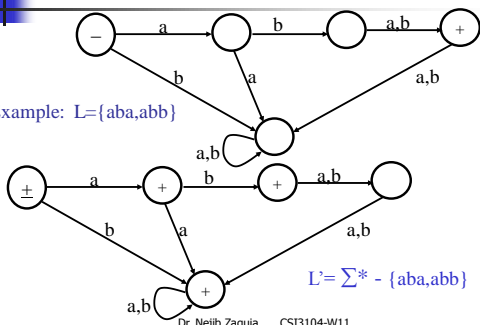 a
b
a,b
−
+
b
a
a,b
xample: L={aba,abb}
a,b
a
b
a,b
±
+
+
b
a
a,b
+
L'= ∑* - {aba,abb}
a,b
Dr. Nejib Zaguia CSI3104-W11